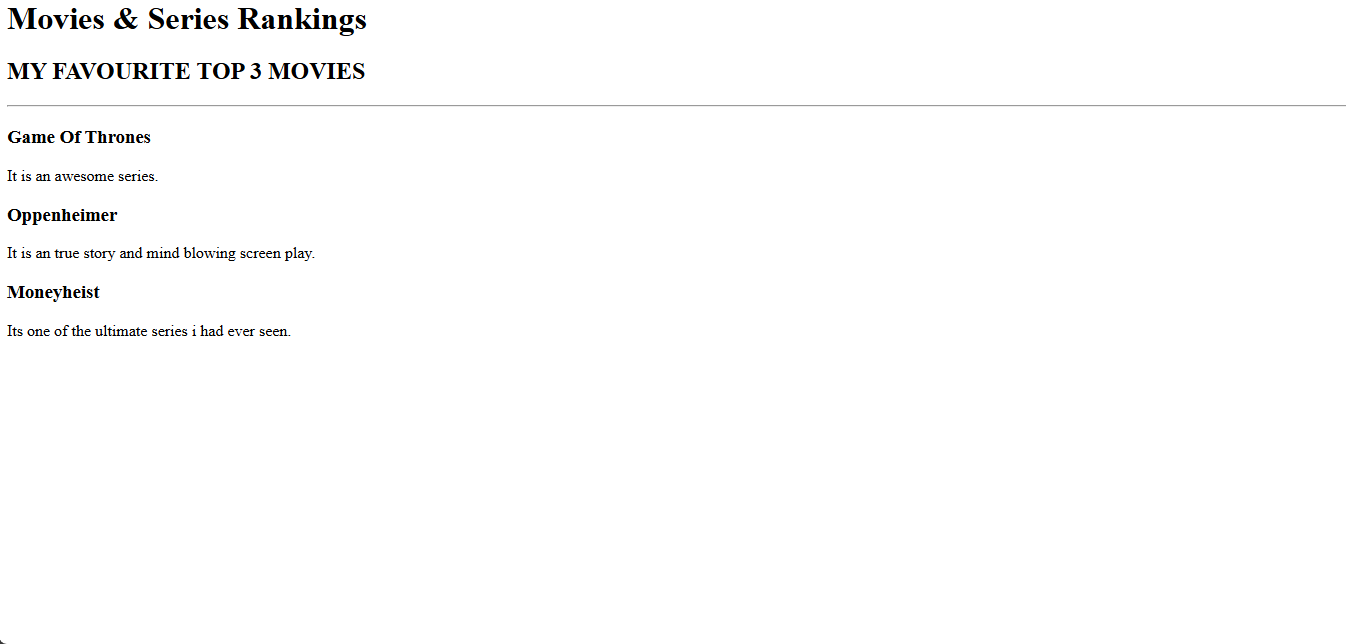 Movies & Series Rankings
MY FAVOURITE TOP 3 MOVIES
Game Of Thrones
It is an awesome series.
Oppenheimer
It is an true story and mind blowing screen play.
Moneyheist
Its one of the ultimate series i had ever seen.